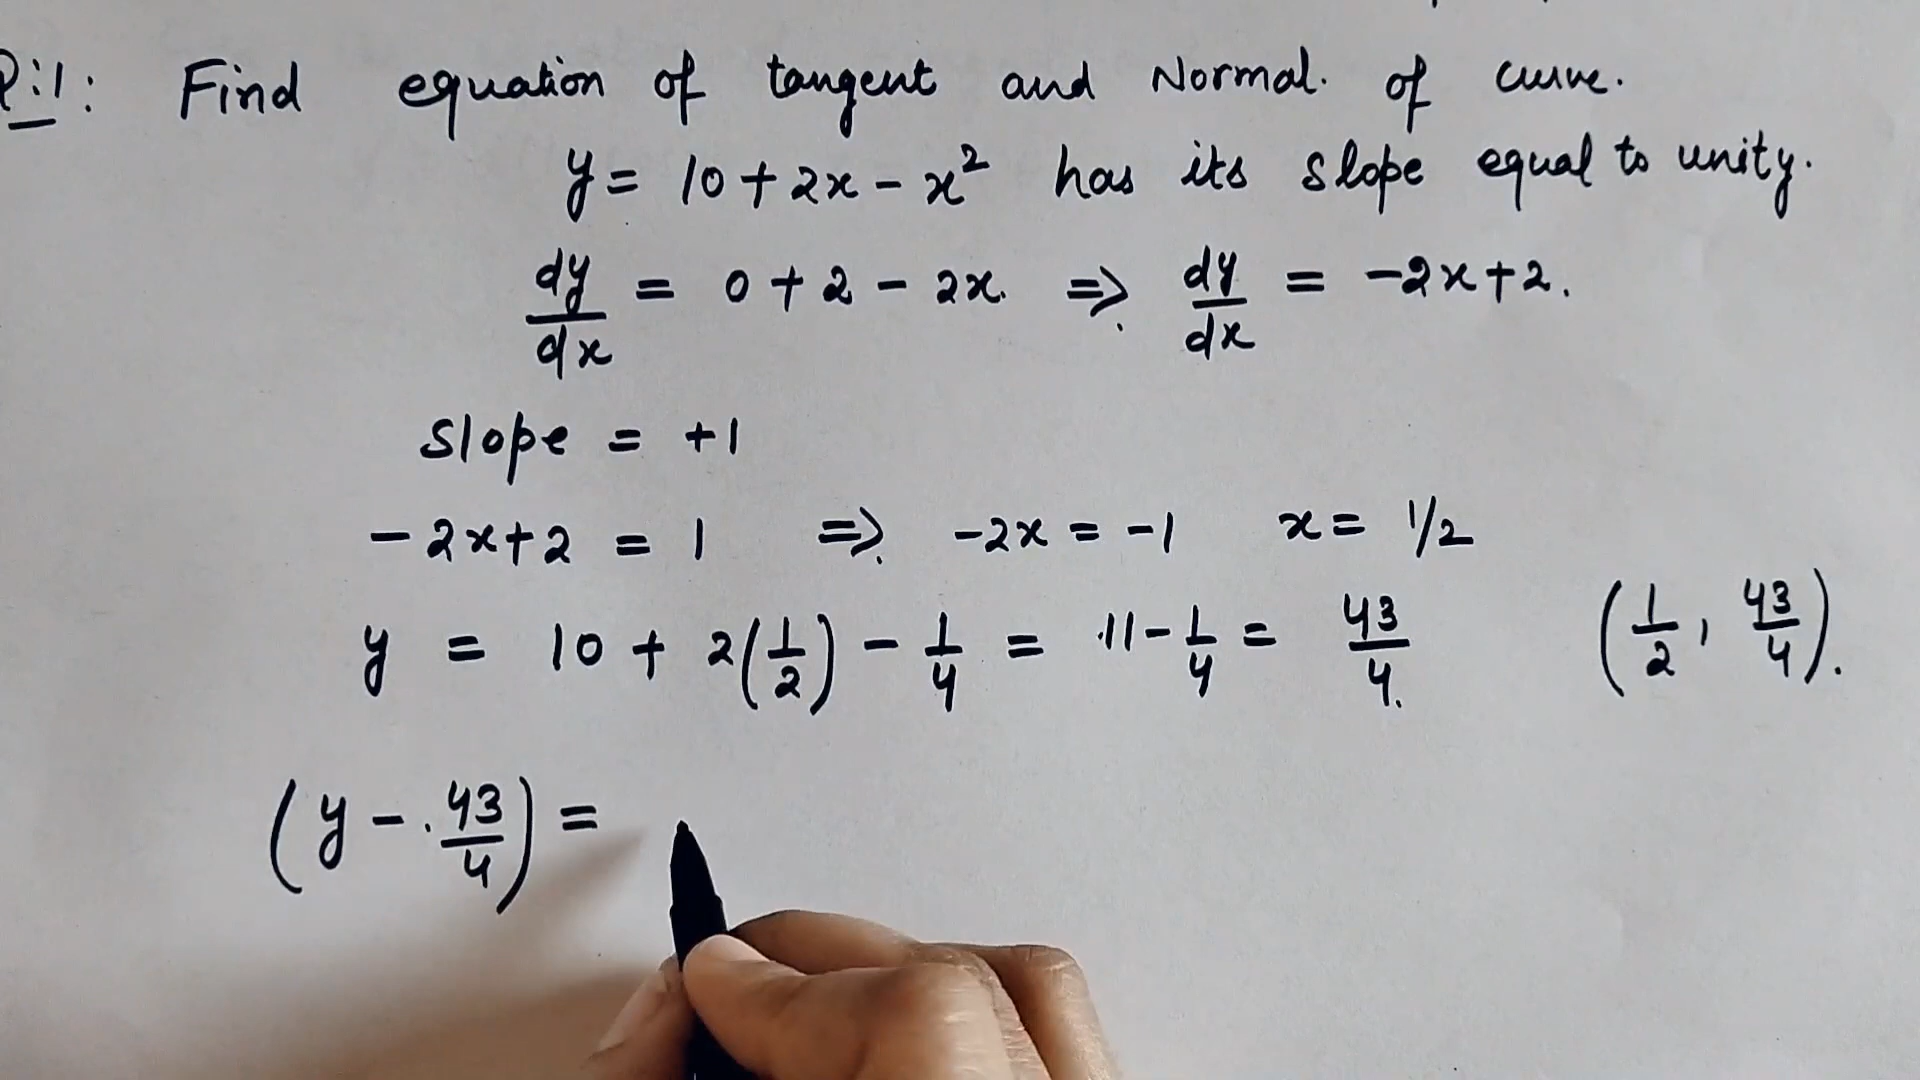 Q:1: Find equation of tangent and Normal. of curve.
y = 10 + 2x - x² has its slope equal to unity.
dy/dx = 0 + 2 - 2x. => dy/dx = -2x+2.
slope = +1
-2x+2 = 1 => -2x = -1 x = 1/2
y = 10 + 2(1/2) - 1/4 = 11 - 1/4 = 43/4. (1/2, 43/4).
(y - 43/4) =